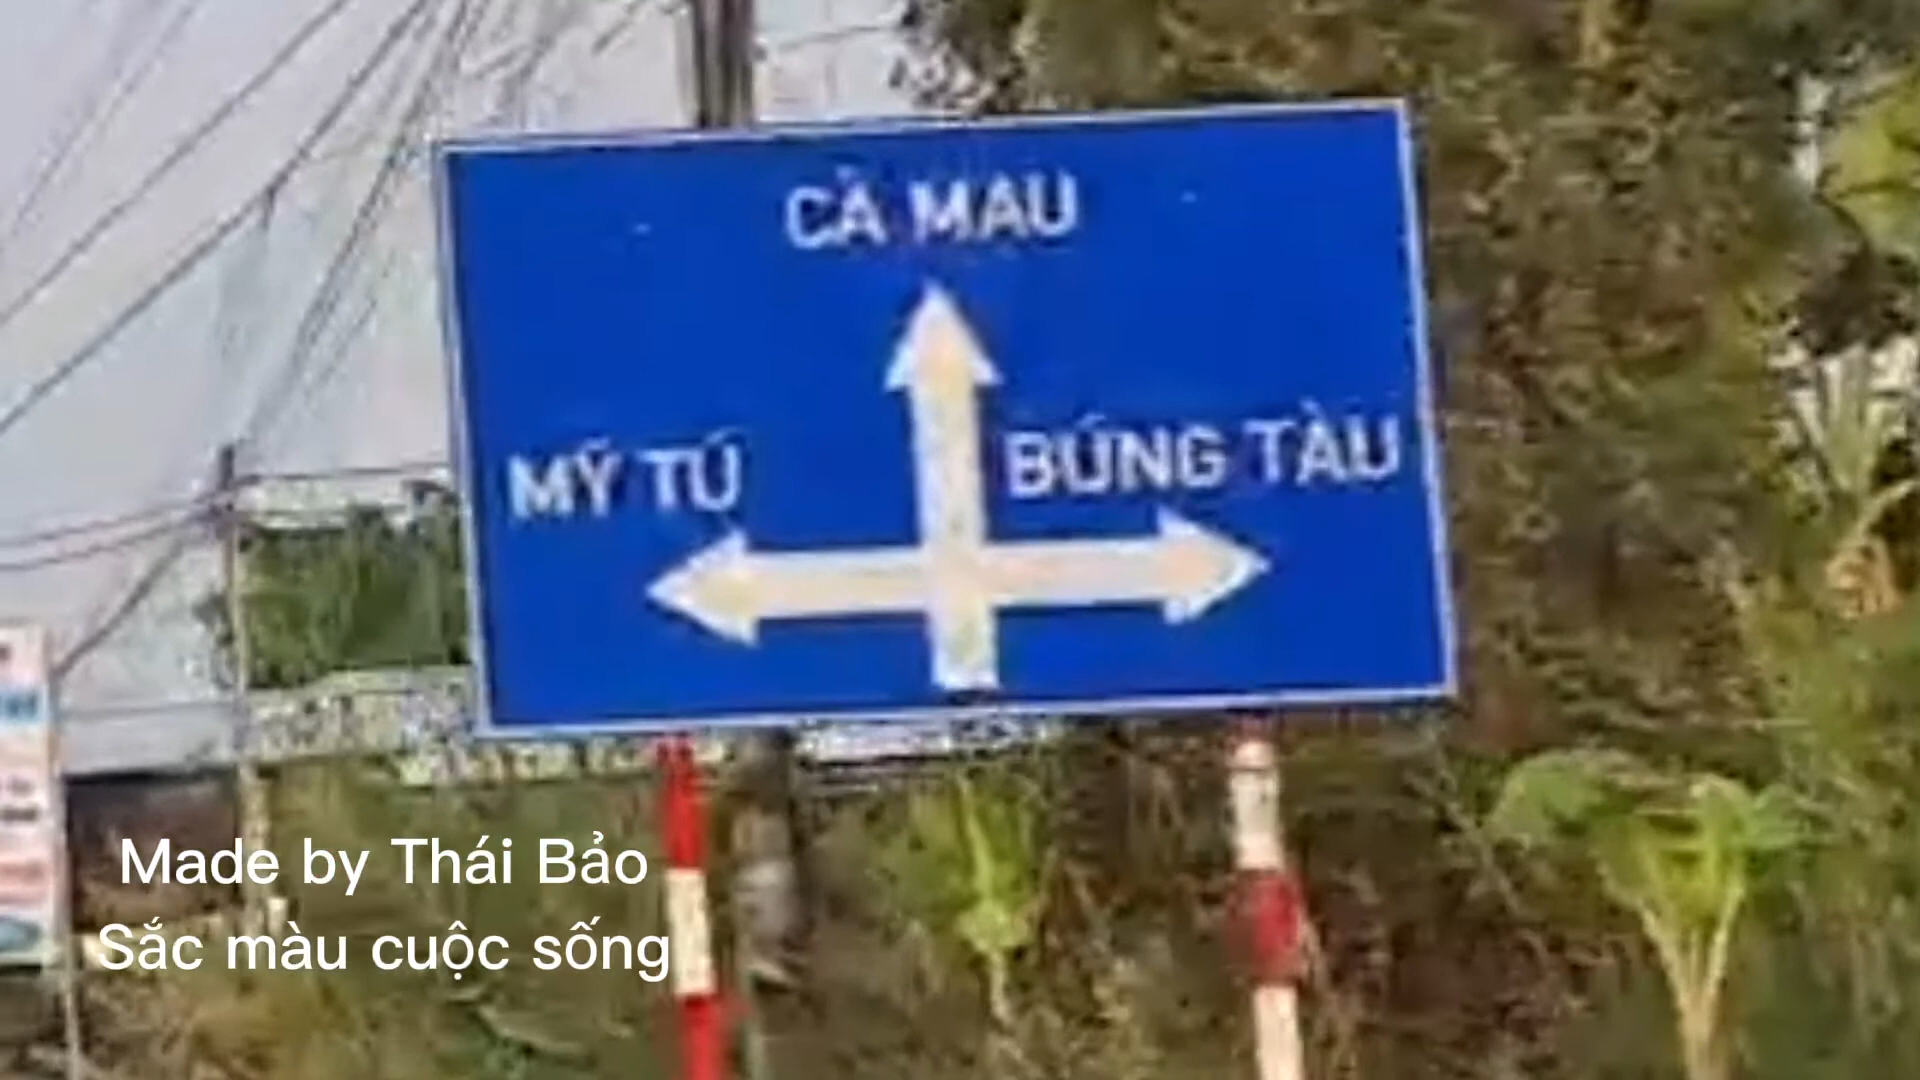 CÀ MAU
MỸ TÚ
BÚNG TÀU
Made by Thái Bảo
Sắc màu cuộc sống